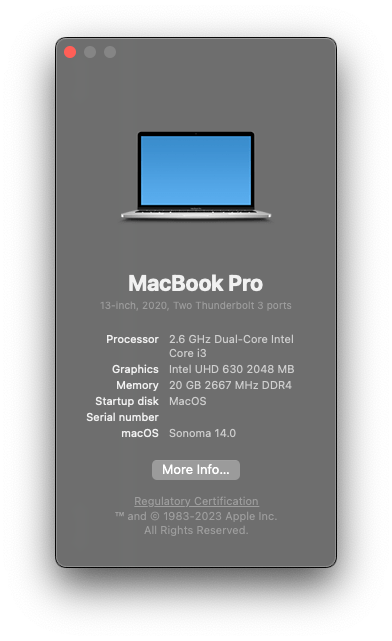 MacBook Pro
13-inch, 2020, Two Thunderbolt 3 ports
Processor 2.6 GHz Dual-Core Intel
Core i3
Graphics Intel UHD 630 2048 MB
Memory 20 GB 2667 MHz DDR4
Startup disk MacOS
Serial number
macOS Sonoma 14.0
More Info...
Regulatory Certification
™ and © 1983-2023 Apple Inc.
All Rights Reserved.